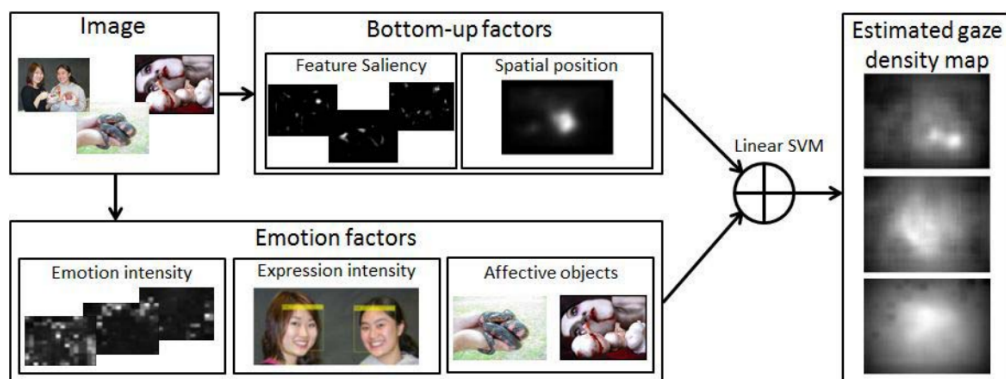 Image
Bottom-up factors
Feature Saliency
Spatial position
Estimated gaze
density map
Linear SVM
Emotion factors
Emotion intensity
Expression intensity
Affective objects